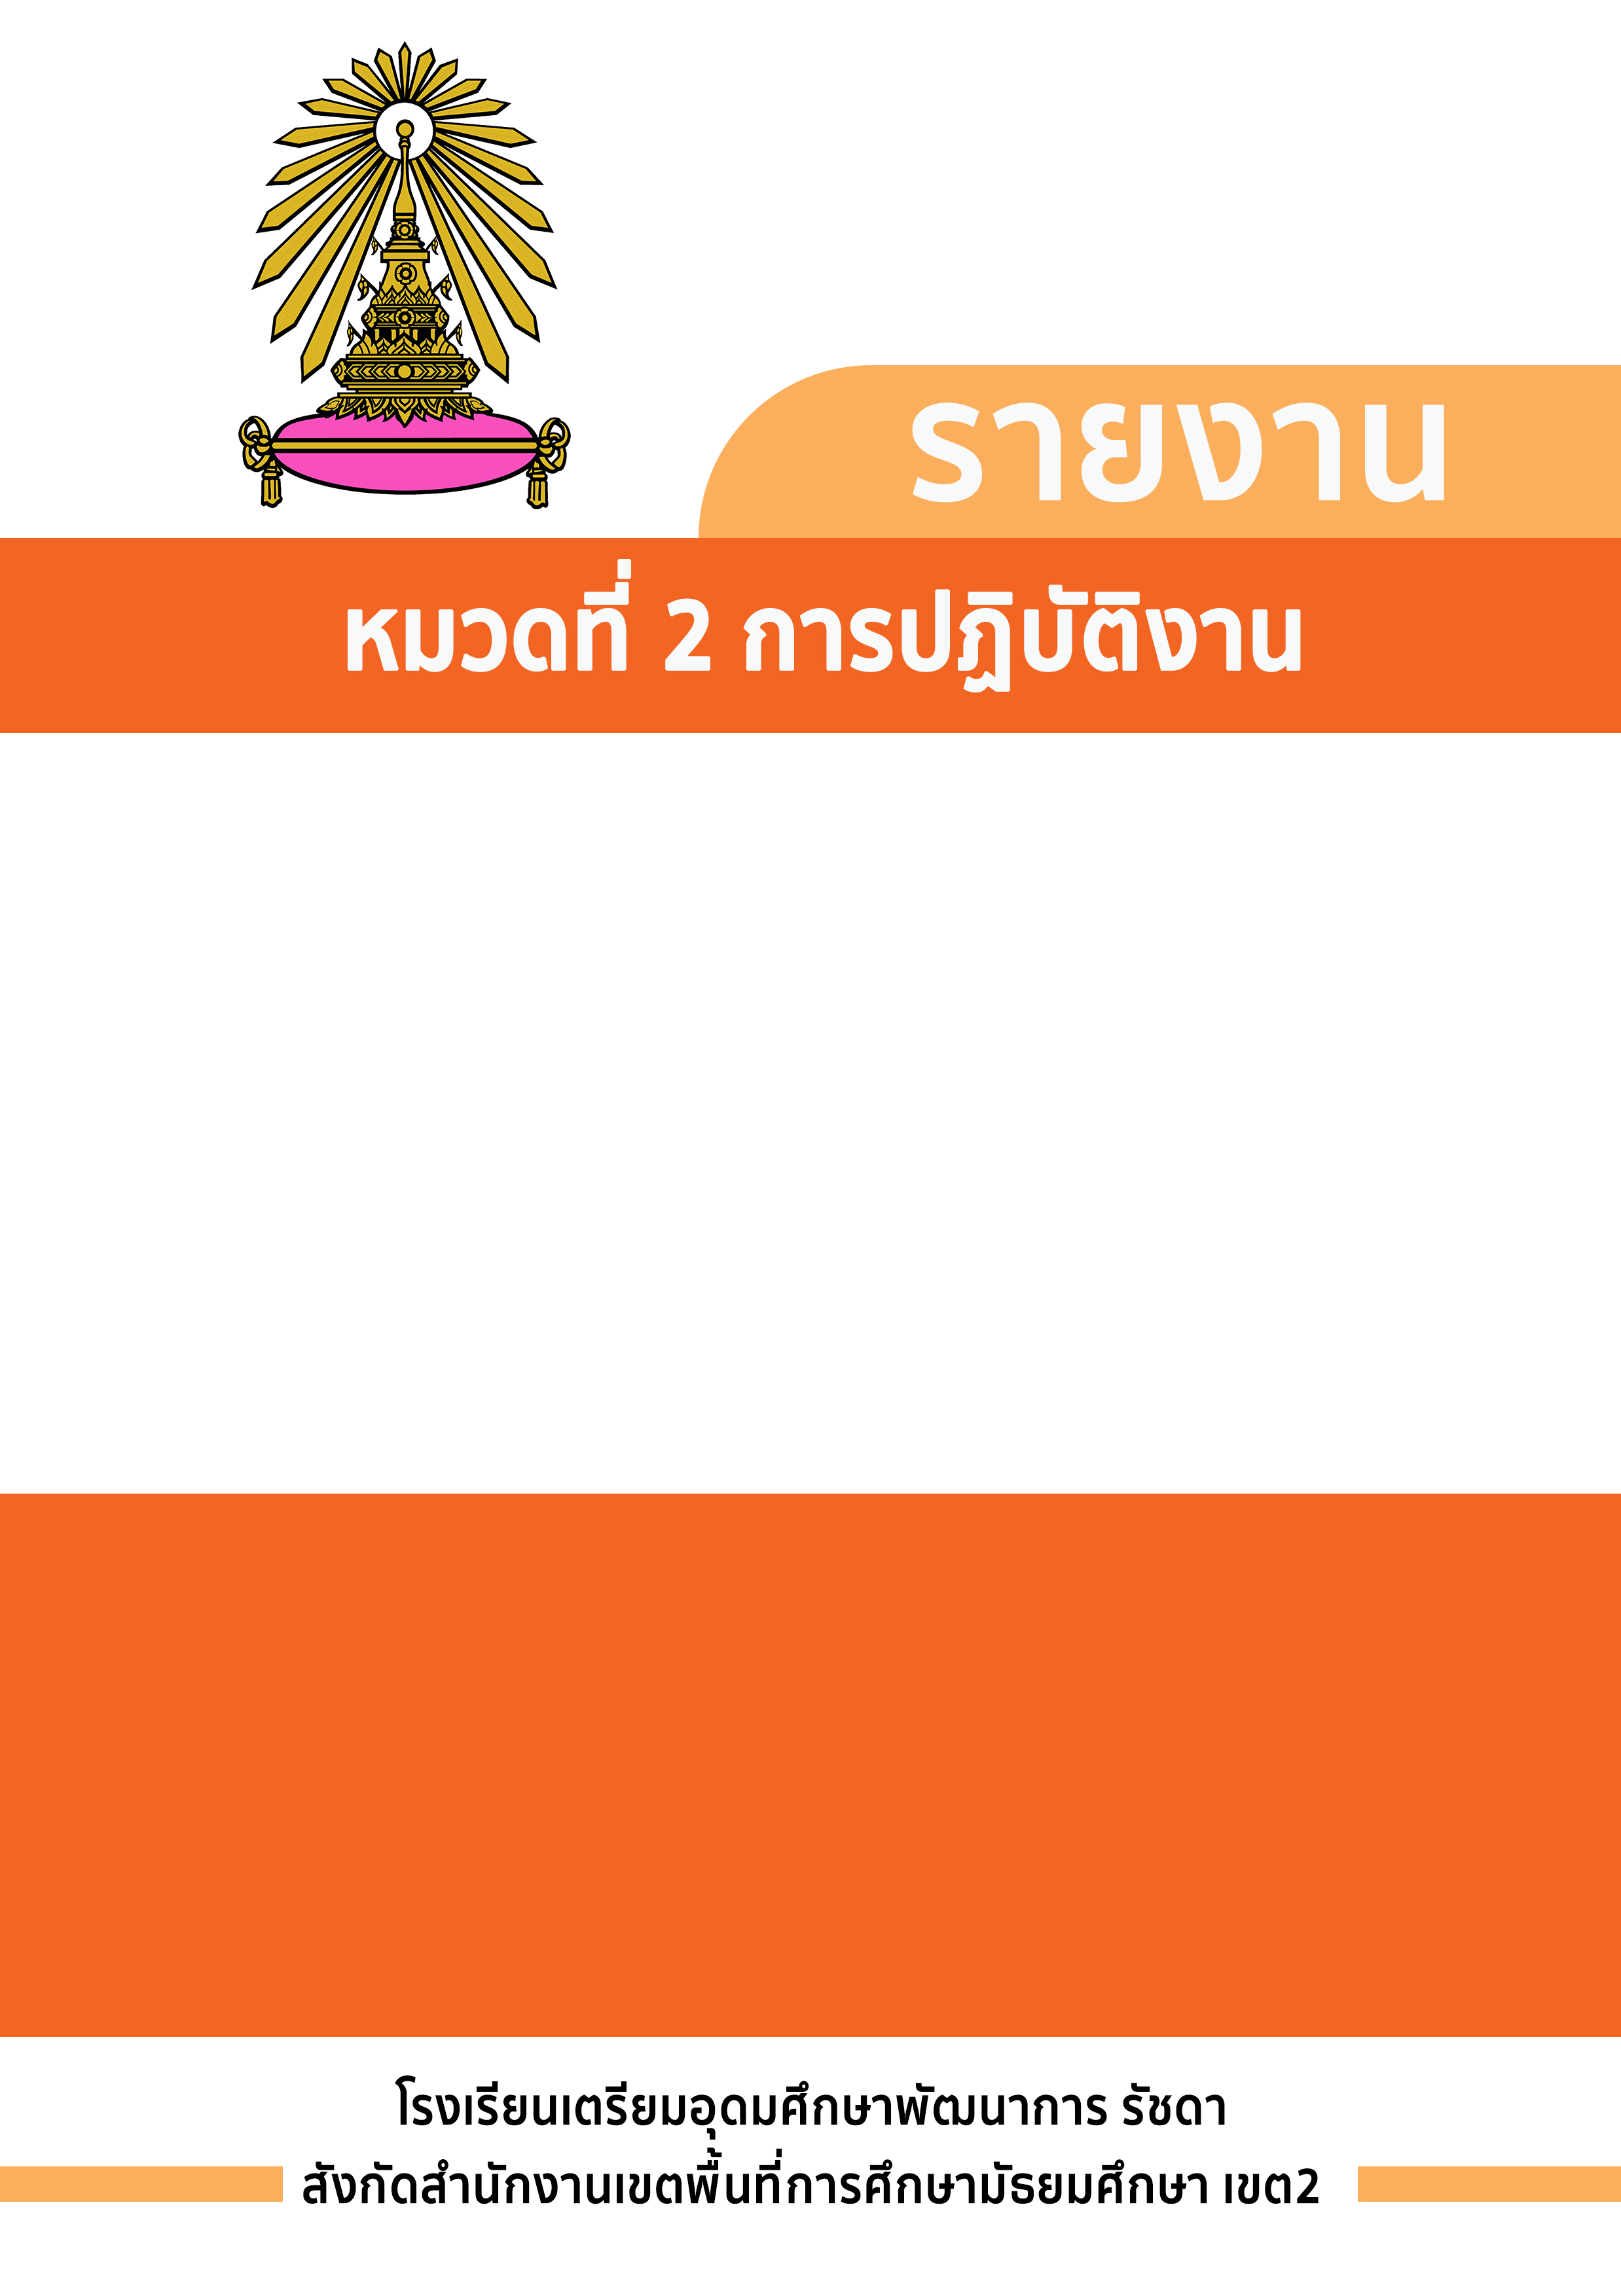 รายงาน
หมวดที่ 2 การปฏิบัติงาน
โรงเรียนเตรียมอุดมศึกษาพัฒนาการ รัชดา
สังกัดสำนักงานเขตพื้นที่การศึกษามัธยมศึกษา เขต2